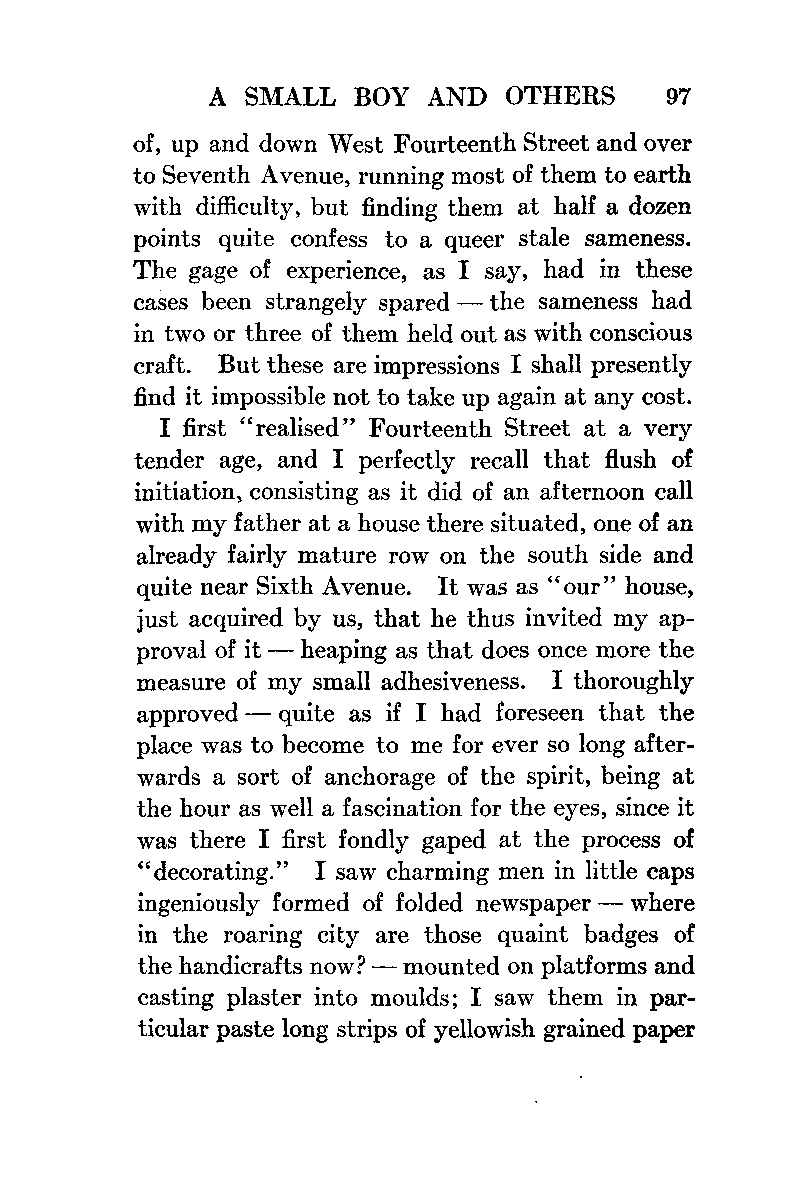 A SMALL BOY AND OTHERS 97
of, up and down West Fourteenth Street and over
to Seventh Avenue, running most of them to earth
with difficulty, but finding them at half a dozen
points quite confess to a queer stale sameness.
The gage of experience, as I say, had in these
cases been strangely spared — the sameness had
in two or three of them held out as with conscious
craft. But these are impressions I shall presently
find it impossible not to take up again at any cost.
I first "realised" Fourteenth Street at a very
tender age, and I perfectly recall that flush of
initiation, consisting as it did of an afternoon call
with my father at a house there situated, one of an
already fairly mature row on the south side and
quite near Sixth Avenue. It was as "our" house,
just acquired by us, that he thus invited my ap-
proval of it — heaping as that does once more the
measure of my small adhesiveness. I thoroughly
approved — quite as if I had foreseen that the
place was to become to me for ever so long after-
wards a sort of anchorage of the spirit, being at
the hour as well a fascination for the eyes, since it
was there I first fondly gaped at the process of
"decorating." I saw charming men in little caps
ingeniously formed of folded newspaper — where
in the roaring city are those quaint badges of
the handicrafts now? — mounted on platforms and
casting plaster into moulds; I saw them in par-
ticular paste long strips of yellowish grained paper